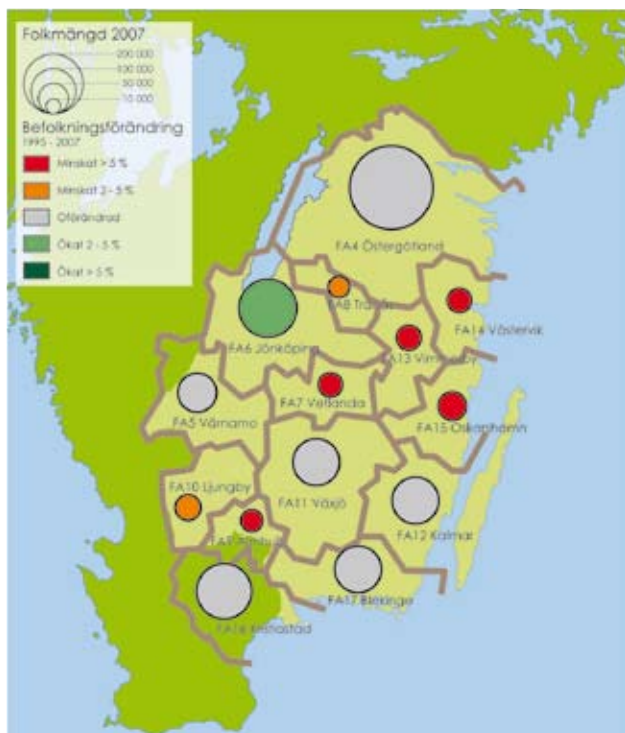 Folkmängd 2007
200 000
100 000
50 000
10 000
Befolkningsförändring
1995 - 2007
Minskat > 5 %
Minskat 2 - 5 %
Oförändrad
Ökat 2 - 5 %
Ökat > 5 %
FA4 Östergötland
FA8 Tranås
FA14 Västervik
FA6 Jönköping
FA13 Vimmerby
FA7 Vetlanda
FA5 Värnamo
FA15 Oskarshamn
FA10 Ljungby
FA11 Växjö
FA12 Kalmar
FA17 Blekinge